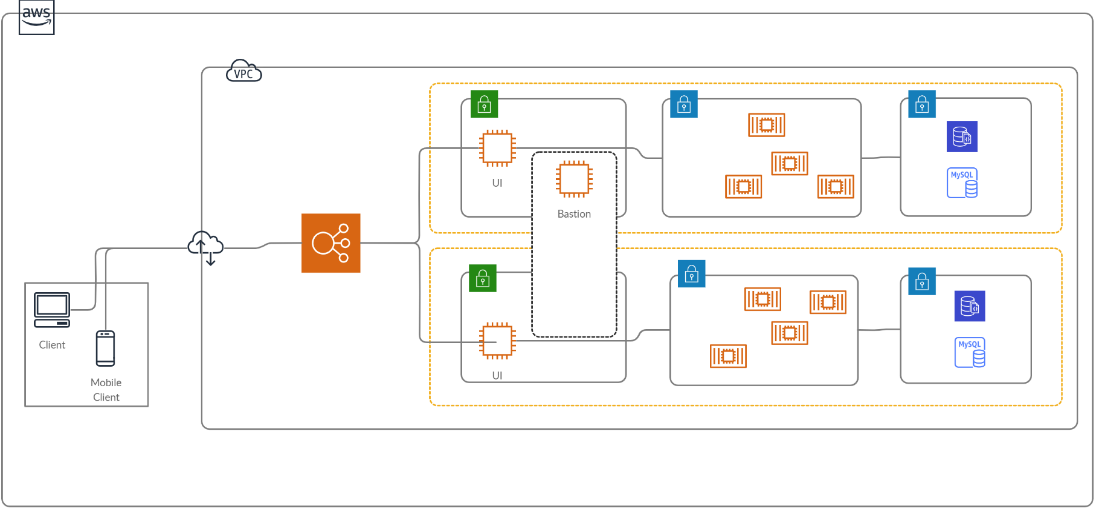 aws
VPC
UI
Bastion
MySQL
Client
Mobile
Client
UI
MySQL